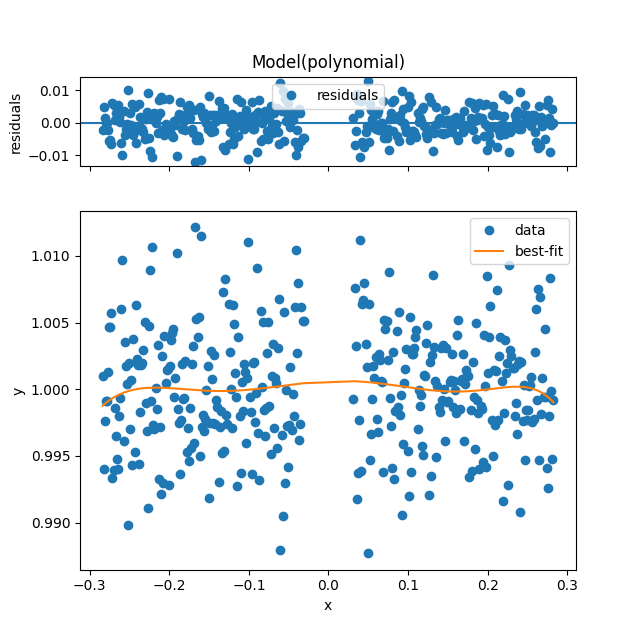 Model(polynomial)
0.01
0.00
−0.01
residuals
residuals
1.010
1.005
1.000
0.995
0.990
y
data
best-fit
−0.3
−0.2
−0.1
0.0
0.1
0.2
0.3
x